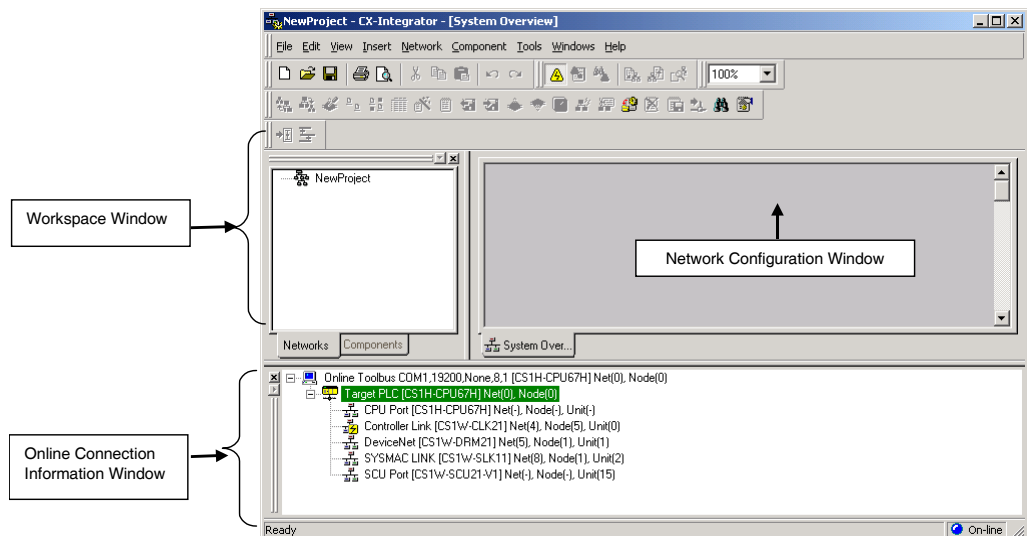 NewProject - CX-Integrator - [System Overview]
File Edit View Insert Network Component Tools Windows Help
100%
NewProject
Workspace Window
Network Configuration Window
Networks Components
System Over...
Online Toolbus COM1,19200,None,8,1 [CS1H-CPU67H] Net(0), Node(0)
Target PLC [CS1H-CPU67H] Net(0), Node(0)
CPU Port [CS1H-CPU67H] Net(-), Node(-), Unit(-)
Controller Link [CS1W-CLK21] Net(4), Node(5), Unit(0)
DeviceNet [CS1W-DRM21] Net(5), Node(1), Unit(1)
SYSMAC LINK [CS1W-SLK11] Net(8), Node(1), Unit(2)
SCU Port [CS1W-SCU21-V1] Net(-), Node(-), Unit(15)
Online Connection
Information Window
Ready
On-line